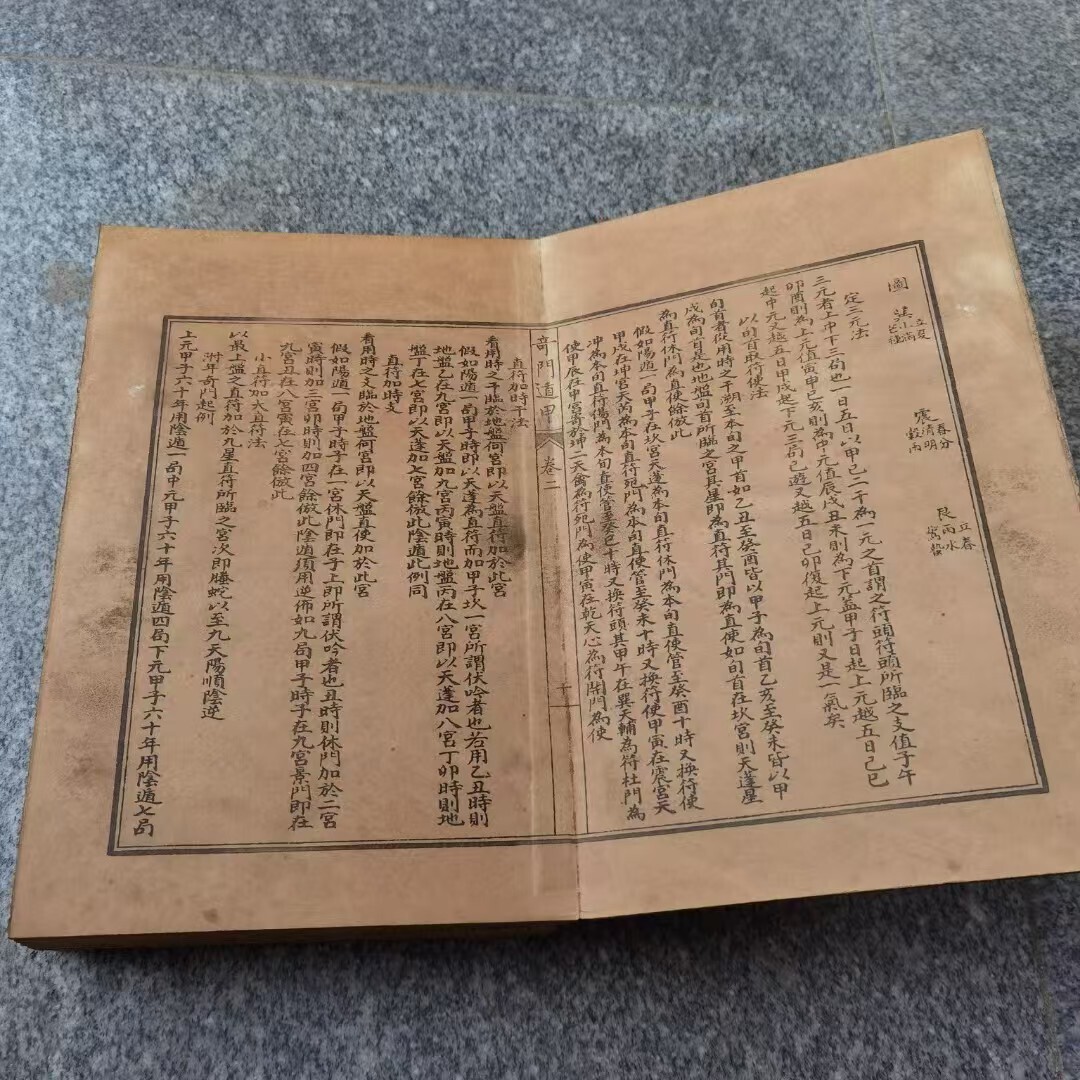 圖
巽 立夏 小滿 芒種
震 春分 清明 穀雨
艮 立春 雨水 驚蟄
定三元法
三元者上中下三局也一日五日以甲己二干為一元之首謂之符頭符頭所臨之支值子午
卯酉則為上元值寅申巳亥則為中元值辰戌丑未則為下元蓋甲子日起上元越五日己巳
起中元又越五日甲戌起下元三局已遊又越五日己卯復起上元則又是一氣矣
以旬首取符使法
旬首者從用時之干溯至本旬之甲首如乙丑至癸酉皆以甲子為旬首乙亥至癸未皆以甲
戌為旬首是也地盤旬首所臨之宮其星即為直符其門即為直使如旬首在坎宮則天蓬星
為直符休門為直使餘倣此
假如陽遁一局甲子在坎宮天蓬為本旬直符休門為本旬直使管至癸酉十時又換符使
甲戌在坤宮天芮為本旬直符死門為本旬直使管至癸未十時又換符使甲寅在震宮天
冲為本旬直符傷門為本旬直使管至癸巳十時又換符頭其甲午在巽天輔為符杜門為
使甲辰在中宮寄於坤二天禽為符死門為使甲寅在乾天心為符開門為使
奇門遁甲 卷二 十
直符加時干法
看用時之干臨於地盤何宮即以天盤直符加於此宮
假如陽遁一局甲子時則天蓬為直符而加甲子坎一宮所謂伏吟者也若用乙丑時則
地盤乙在九宮即以天蓬加九宮丙寅時則地盤丙在八宮即以天蓬加八宮丁卯時則地
盤丁在七宮即以天蓬加七宮餘倣此陰遁此例同
直符加時支
看用時之支臨於地盤何宮即以天盤直使加於此宮
假如陽遁一局甲子時子在一宮休門即在子上即所謂伏吟者也丑時則休門加於二宮
寅時則加三宮卯時則加四宮餘倣此陰遁須用逆佈如九局甲子時子在九宮景門即在
九宮丑在八宮寅在七宮餘倣此
小直符加大直符法
以最上盤之直符加於九星直符所臨之宮次即螣蛇以至九天陽順陰逆
附年奇門起例
上元甲子六十年用陰遁一局中元甲子六十年用陰遁四局下元甲子六十年用陰遁七局